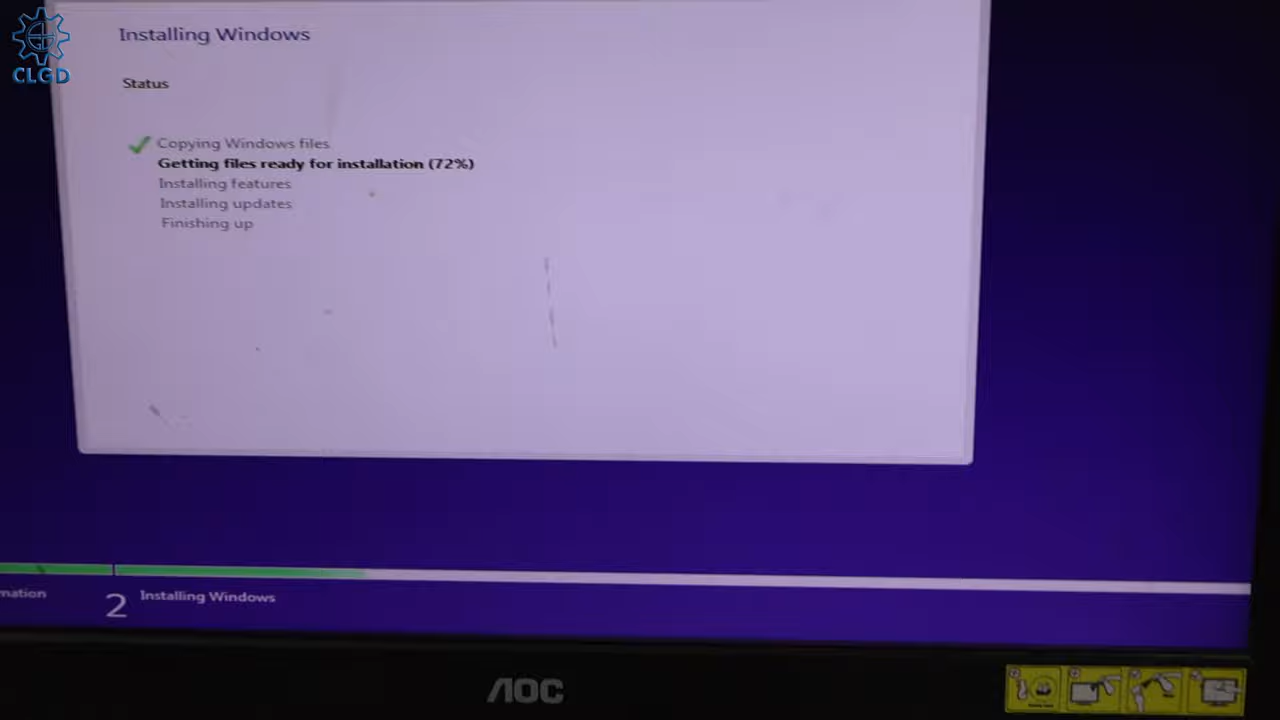 CLGD
Installing Windows
Status
Copying Windows files
Getting files ready for installation (72%)
Installing features
Installing updates
Finishing up
mation
2 Installing Windows
AOC